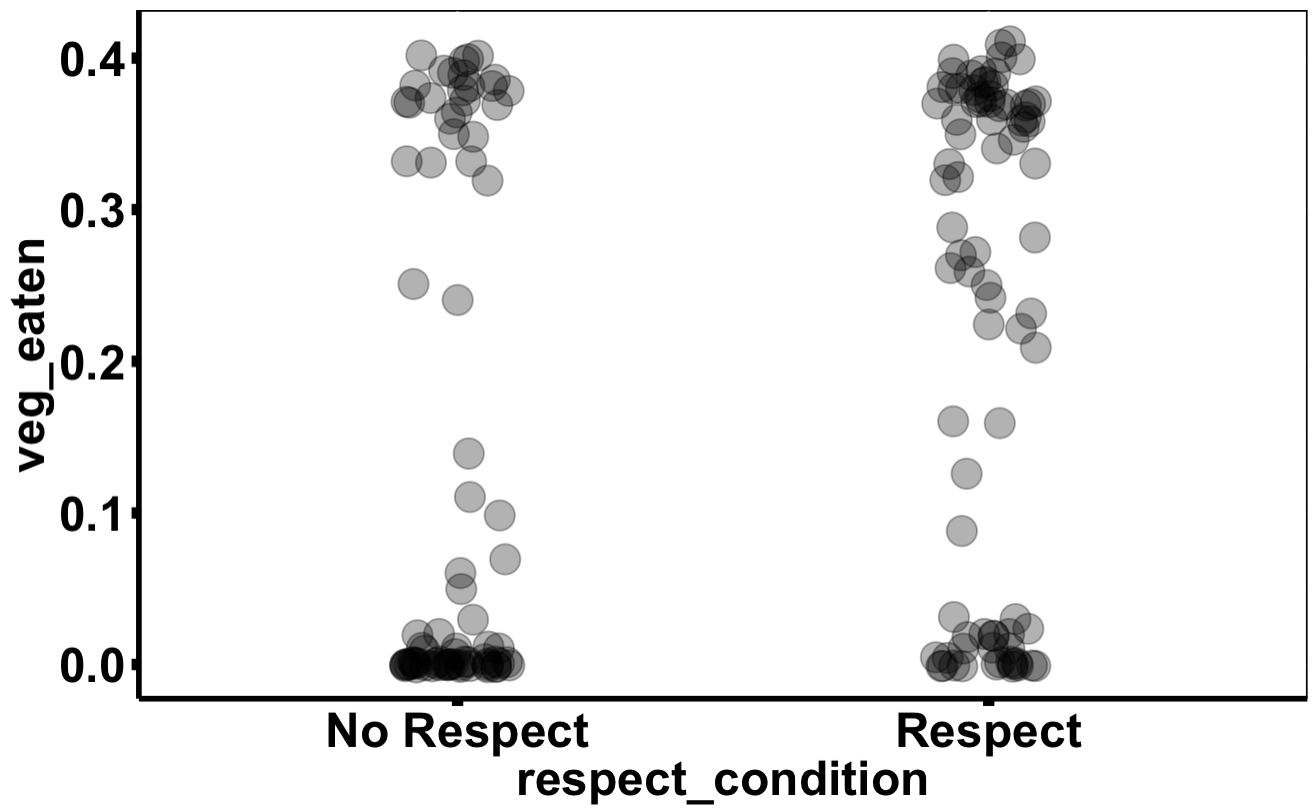 veg_eaten
0.4
0.3
0.2
0.1
0.0
No Respect
Respect
respect_condition